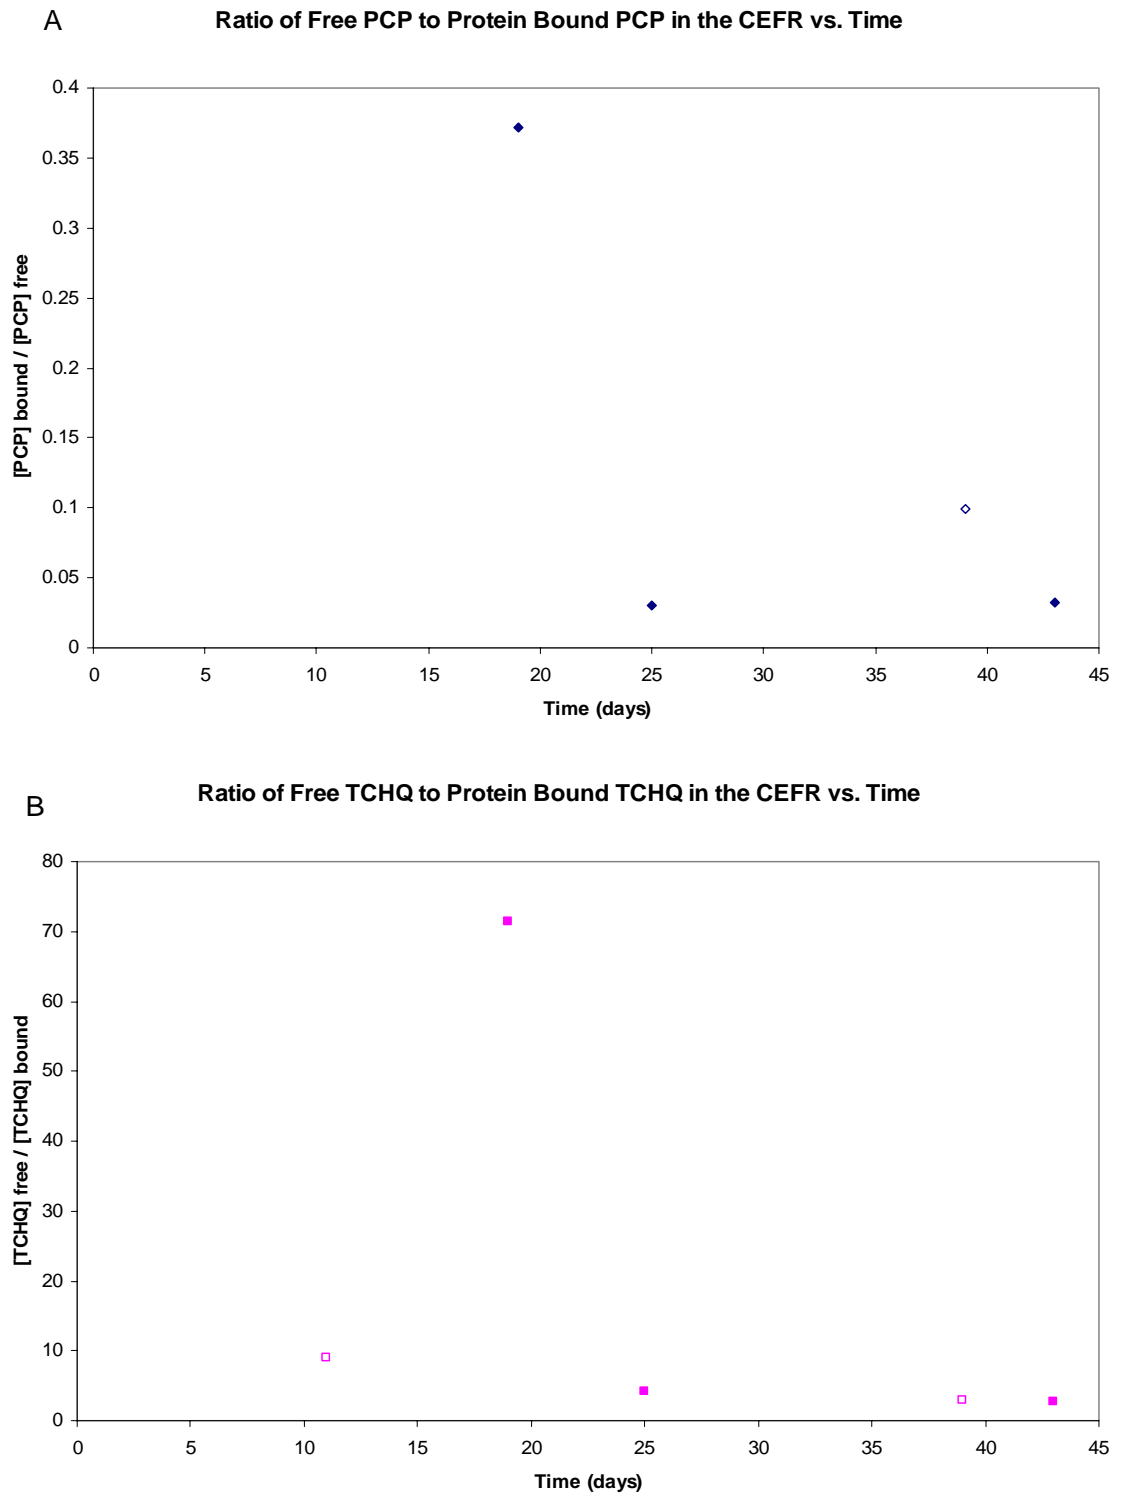 A
Ratio of Free PCP to Protein Bound PCP in the CEFR vs. Time
0.4
0.35
0.3
0.25
0.2
0.15
0.1
0.05
0
[PCP] bound / [PCP] free
0 5 10 15 20 25 30 35 40 45
Time (days)
B
Ratio of Free TCHQ to Protein Bound TCHQ in the CEFR vs. Time
80
70
60
50
40
30
20
10
0
[TCHQ] free / [TCHQ] bound
0 5 10 15 20 25 30 35 40 45
Time (days)